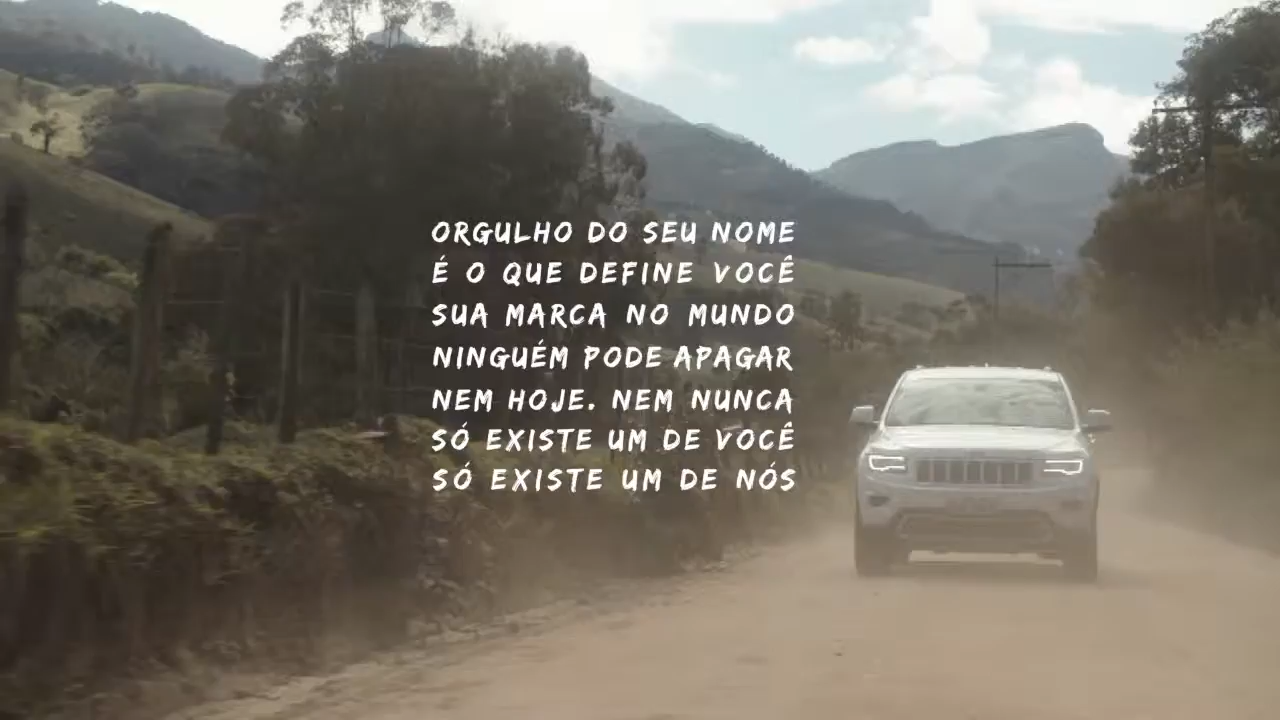 ORGULHO DO SEU NOME
É O QUE DEFINE VOCÊ
SUA MARCA NO MUNDO
NINGUÉM PODE APAGAR
NEM HOJE. NEM NUNCA
SÓ EXISTE UM DE VOCÊ
SÓ EXISTE UM DE NÓS